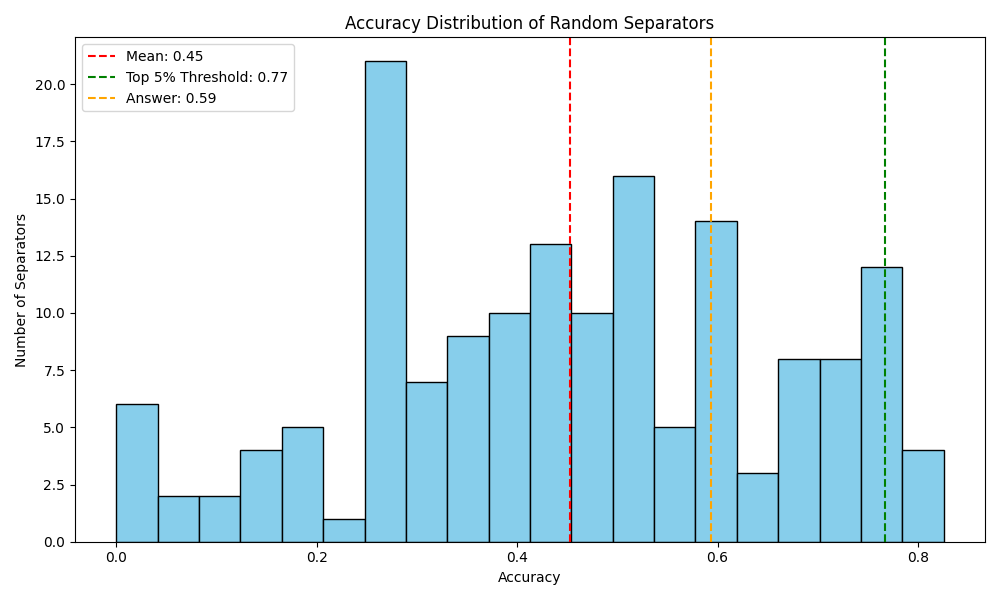 Accuracy Distribution of Random Separators
Mean: 0.45
Top 5% Threshold: 0.77
Answer: 0.59
Number of Separators
20.0
17.5
15.0
12.5
10.0
7.5
5.0
2.5
0.0
0.0 0.2 0.4 0.6 0.8
Accuracy